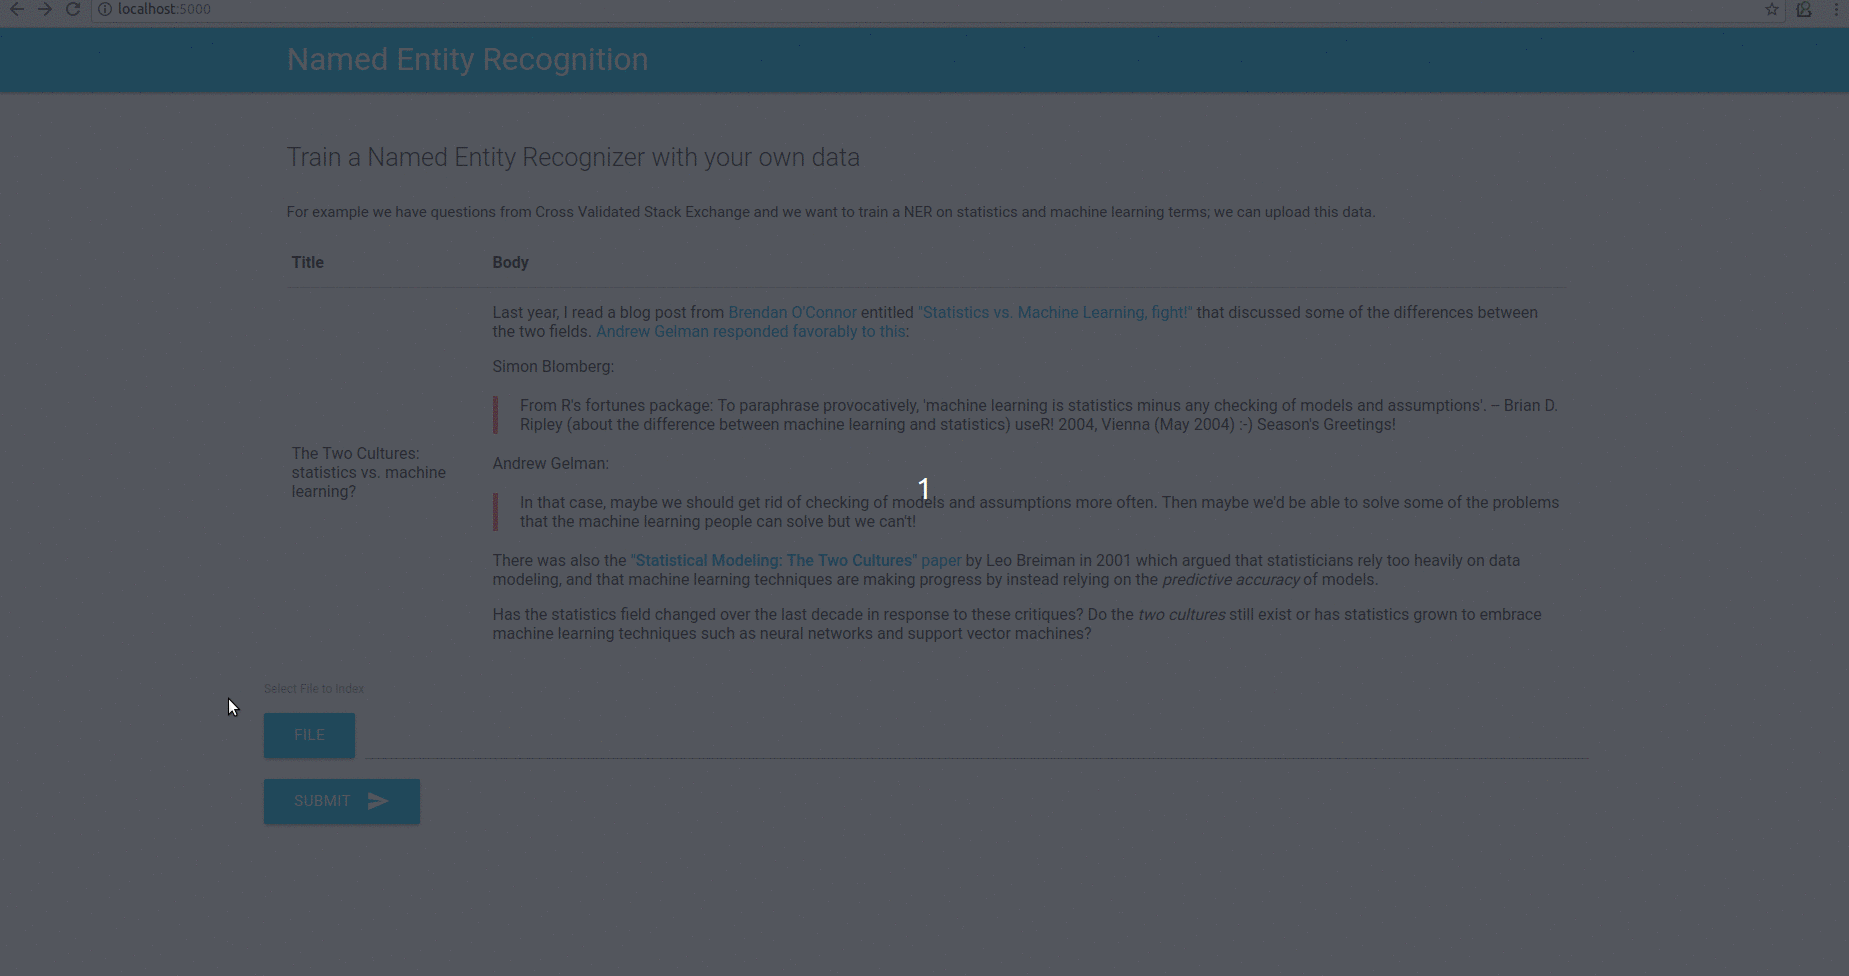 localhost:5000
Named Entity Recognition
Train a Named Entity Recognizer with your own data
For example we have questions from Cross Validated Stack Exchange and we want to train a NER on statistics and machine learning terms; we can upload this data.
Title Body
Last year, I read a blog post from Brendan O'Connor entitled "Statistics vs. Machine Learning, fight!" that discussed some of the differences between
the two fields. Andrew Gelman responded favorably to this:
Simon Blomberg:
From R's fortunes package: To paraphrase provocatively, 'machine learning is statistics minus any checking of models and assumptions'. -- Brian D.
Ripley (about the difference between machine learning and statistics) useR! 2004, Vienna (May 2004) :-) Season's Greetings!
The Two Cultures:
statistics vs. machine
learning?
Andrew Gelman:
1
In that case, maybe we should get rid of checking of models and assumptions more often. Then maybe we'd be able to solve some of the problems
that the machine learning people can solve but we can't!
There was also the "Statistical Modeling: The Two Cultures" paper by Leo Breiman in 2001 which argued that statisticians rely too heavily on data
modeling, and that machine learning techniques are making progress by instead relying on the predictive accuracy of models.
Has the statistics field changed over the last decade in response to these critiques? Do the two cultures still exist or has statistics grown to embrace
machine learning techniques such as neural networks and support vector machines?
Select File to Index
FILE
SUBMIT